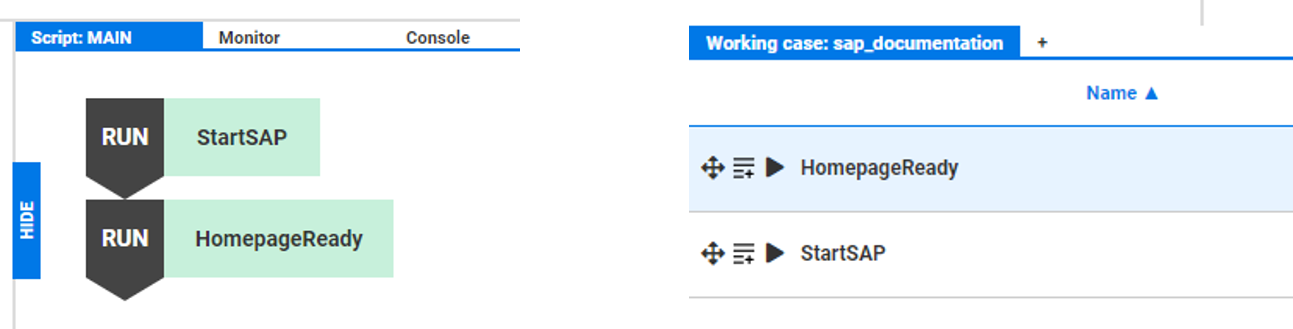 Script: MAIN Monitor Console
RUN StartSAP
RUN HomepageReady
HIDE
Working case: sap_documentation +
Name ▲
HomepageReady
StartSAP